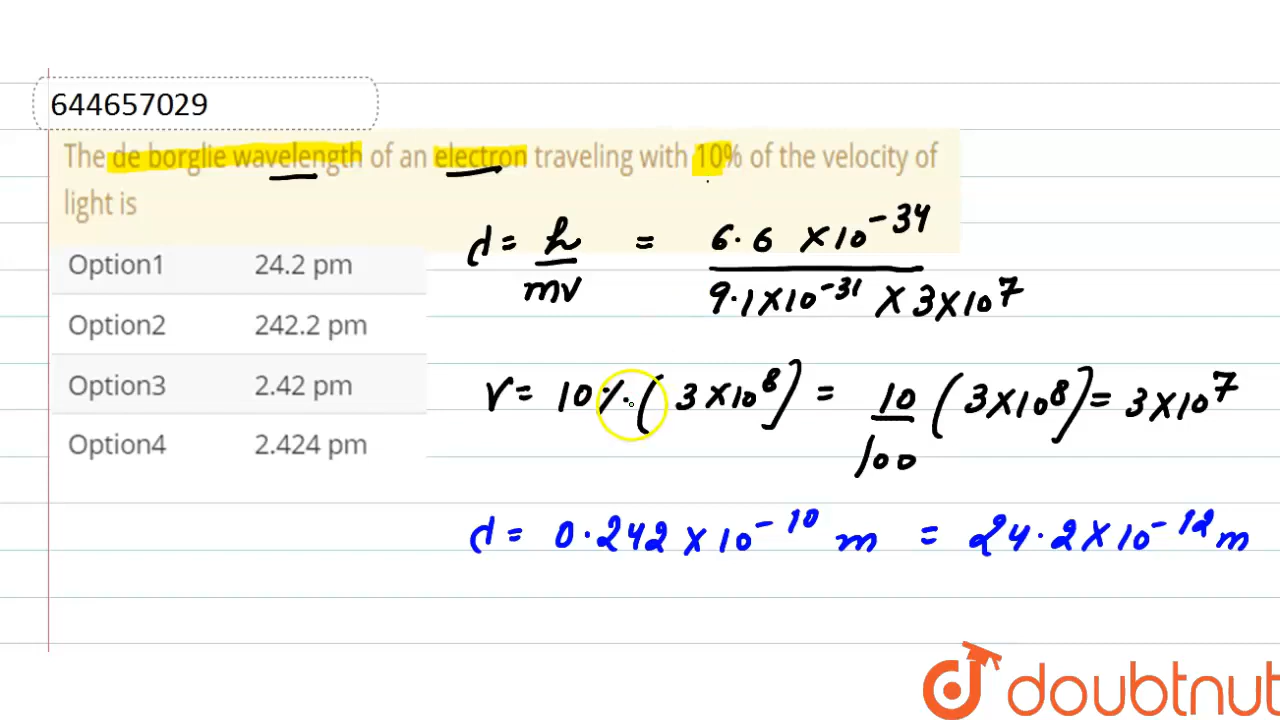 644657029
The de borglie wavelength of an electron traveling with 10% of the velocity of
light is
Option1 24.2 pm
Option2 242.2 pm
Option3 2.42 pm
Option4 2.424 pm
d = h/mv = 6.6 × 10^-34 / 9.1 × 10^-31 × 3 × 10^7
V = 10 % (3 × 10^8) = 10/100 (3 × 10^8) = 3 × 10^7
d = 0.242 × 10^-10 m = 24.2 × 10^-12 m
doubtnut